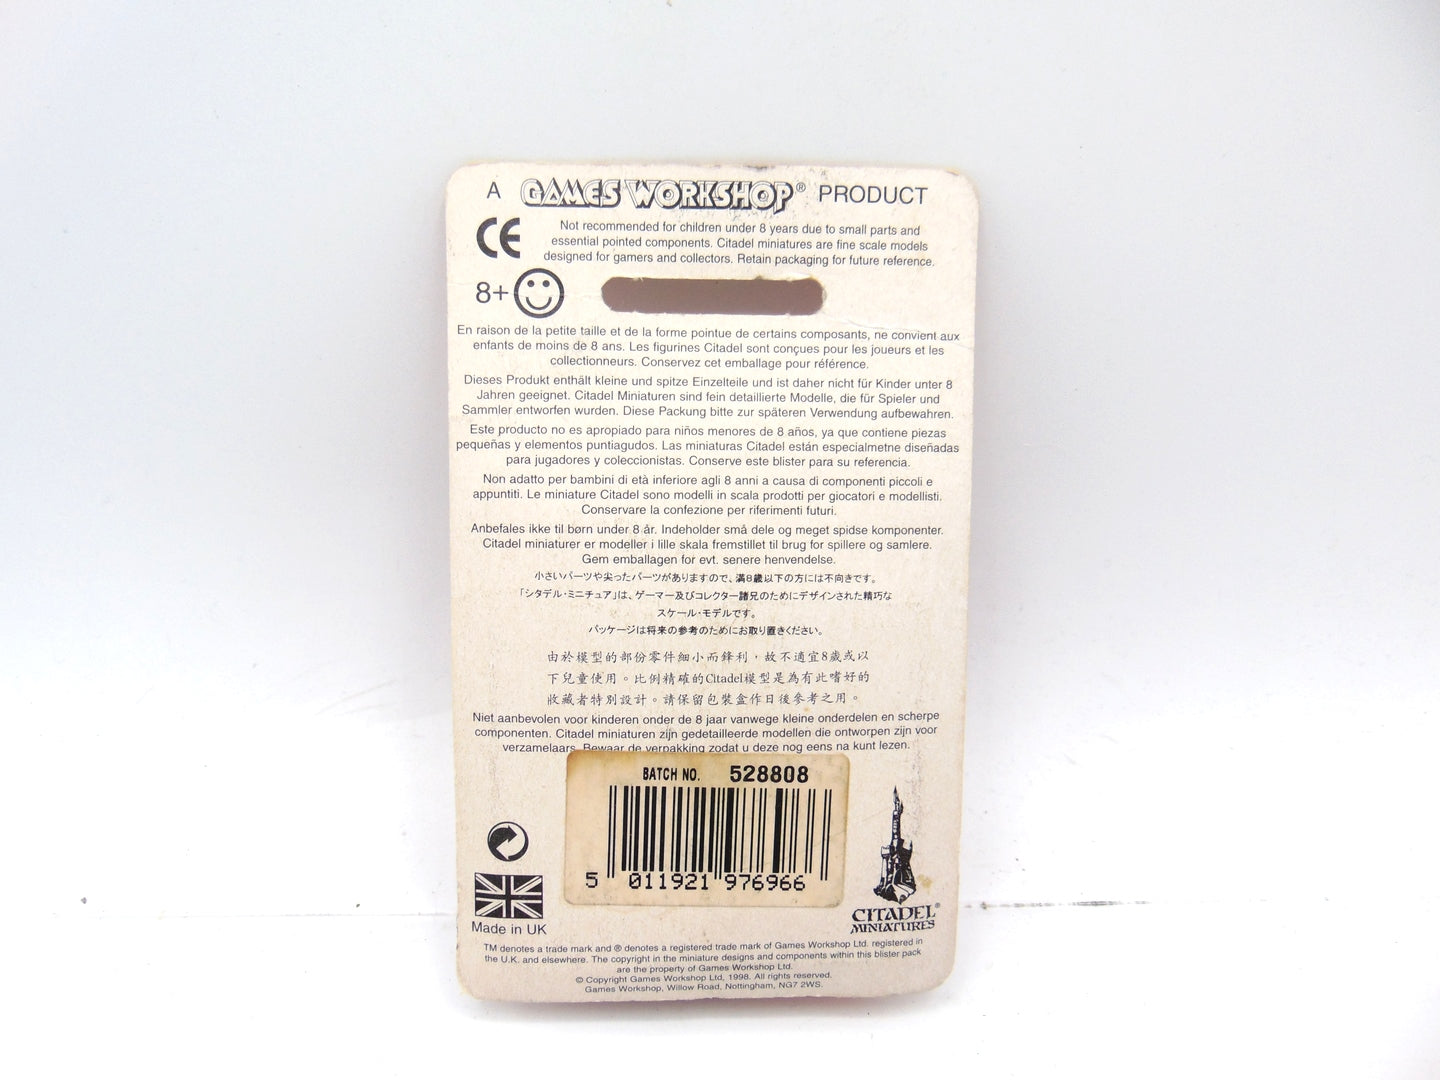 A GAMES WORKSHOP® PRODUCT
CE
Not recommended for children under 8 years due to small parts and
essential pointed components. Citadel miniatures are fine scale models
designed for gamers and collectors. Retain packaging for future reference.
8+
En raison de la petite taille et de la forme pointue de certains composants, ne convient aux
enfants de moins de 8 ans. Les figurines Citadel sont conçues pour les joueurs et les
collectionneurs. Conservez cet emballage pour référence.
Dieses Produkt enthält kleine und spitze Einzelteile und ist daher nicht für Kinder unter 8
Jahren geeignet. Citadel Miniaturen sind fein detaillierte Modelle, die für Spieler und
Sammler entworfen wurden. Diese Packung bitte zur späteren Verwendung aufbewahren.
Este producto no es apropiado para niños menores de 8 años, ya que contiene piezas
pequeñas y elementos puntiagudos. Las miniaturas Citadel están especialmetne diseñadas
para jugadores y coleccionistas. Conserve este blister para su referencia.
Non adatto per bambini di età inferiore agli 8 anni a causa di componenti piccoli e
appuntiti. Le miniature Citadel sono modelli in scala prodotti per giocatori e modellisti.
Conservare la confezione per riferimenti futuri.
Anbefales ikke til børn under 8 år. Indeholder små dele og meget spidse komponenter.
Citadel miniaturer er modeller i lille skala fremstillet til brug for spillere og samlere.
Gem emballagen for evt. senere henvendelse.
小さいパーツや尖ったパーツがありますので、満8歳以下の方には不向きです。
「シタデル・ミニチュア」は、ゲーマー及びコレクター諸兄のためにデザインされた精巧な
スケール・モデルです。
パッケージは将来の参考のためにお取り置きください。
由於模型的部份零件細小而鋒利，故不適宜8歲或以
下兒童使用。比例精確的Citadel模型是為有此嗜好的
收藏者特別設計。請保留包裝盒作日後參考之用。
Niet aanbevolen voor kinderen onder de 8 jaar vanwege kleine onderdelen en scherpe
componenten. Citadel miniaturen zijn gedetailleerde modellen die ontworpen zijn voor
verzamelaars. Bewaar de verpakking zodat u deze nog eens na kunt lezen.
BATCH NO. 528808
5 011921 976966
CITADEL®
MINIATURES
Made in UK
TM denotes a trade mark and ® denotes a registered trade mark of Games Workshop Ltd. registered in
the U.K. and elsewhere. The copyright in the miniature designs and components within this blister pack
are the property of Games Workshop Ltd.
© Copyright Games Workshop Ltd, 1998. All rights reserved.
Games Workshop, Willow Road, Nottingham, NG7 2WS.